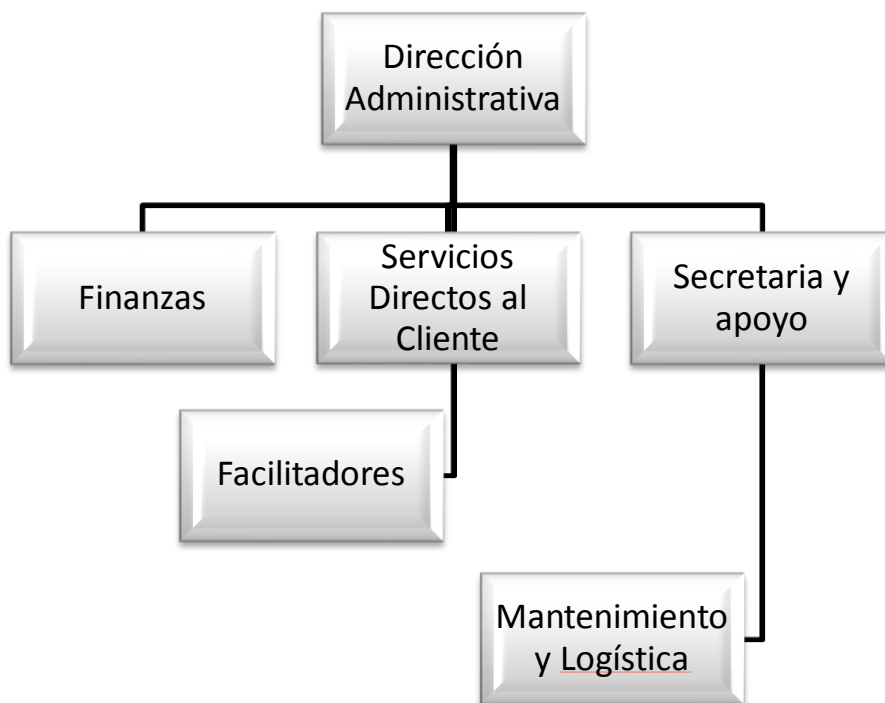 Dirección
Administrativa
Finanzas
Servicios
Directos al
Cliente
Secretaria y
apoyo
Facilitadores
Mantenimiento
y Logística